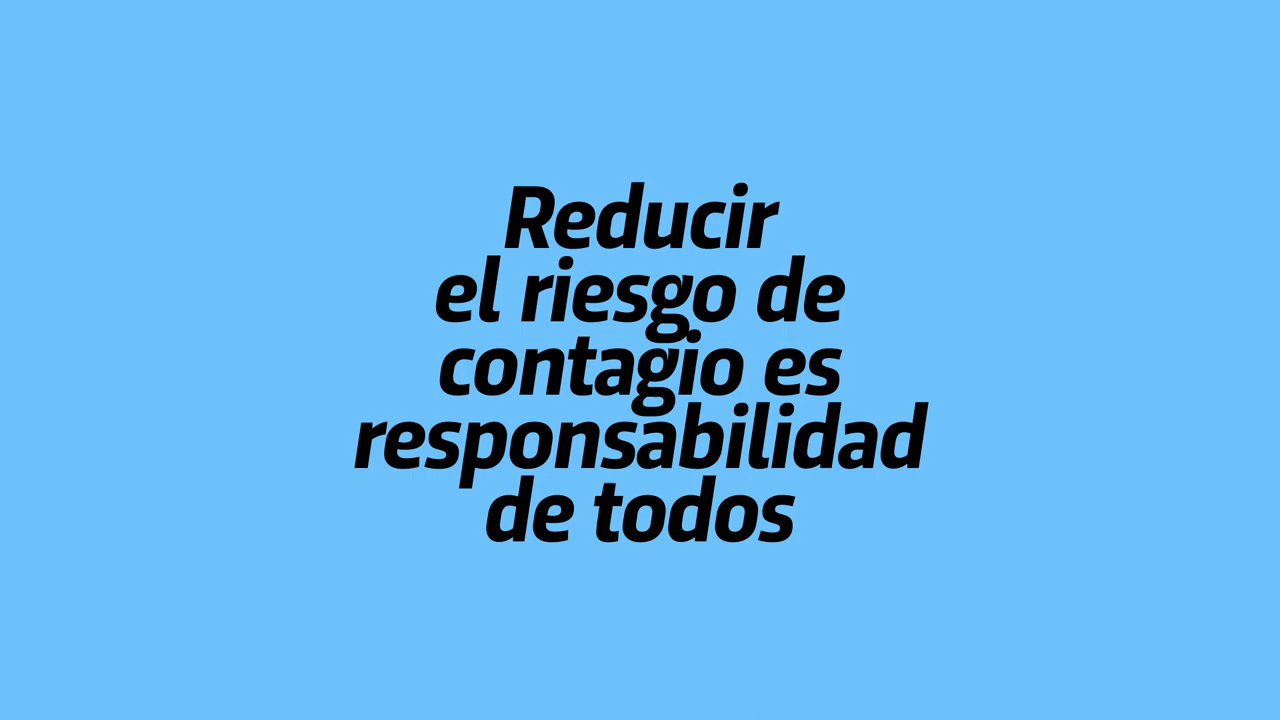 Reducir
el riesgo de
contagio es
responsabilidad
de todos